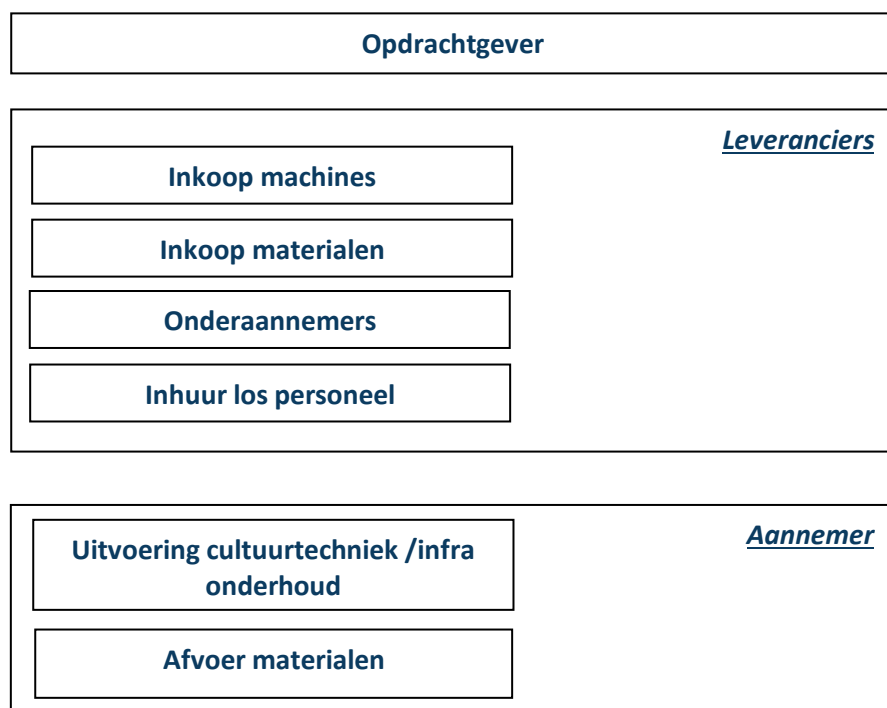 Opdrachtgever
Leveranciers
Inkoop machines
Inkoop materialen
Onderaannemers
Inhuur los personeel
Aannemer
Uitvoering cultuurtechniek /infra
onderhoud
Afvoer materialen